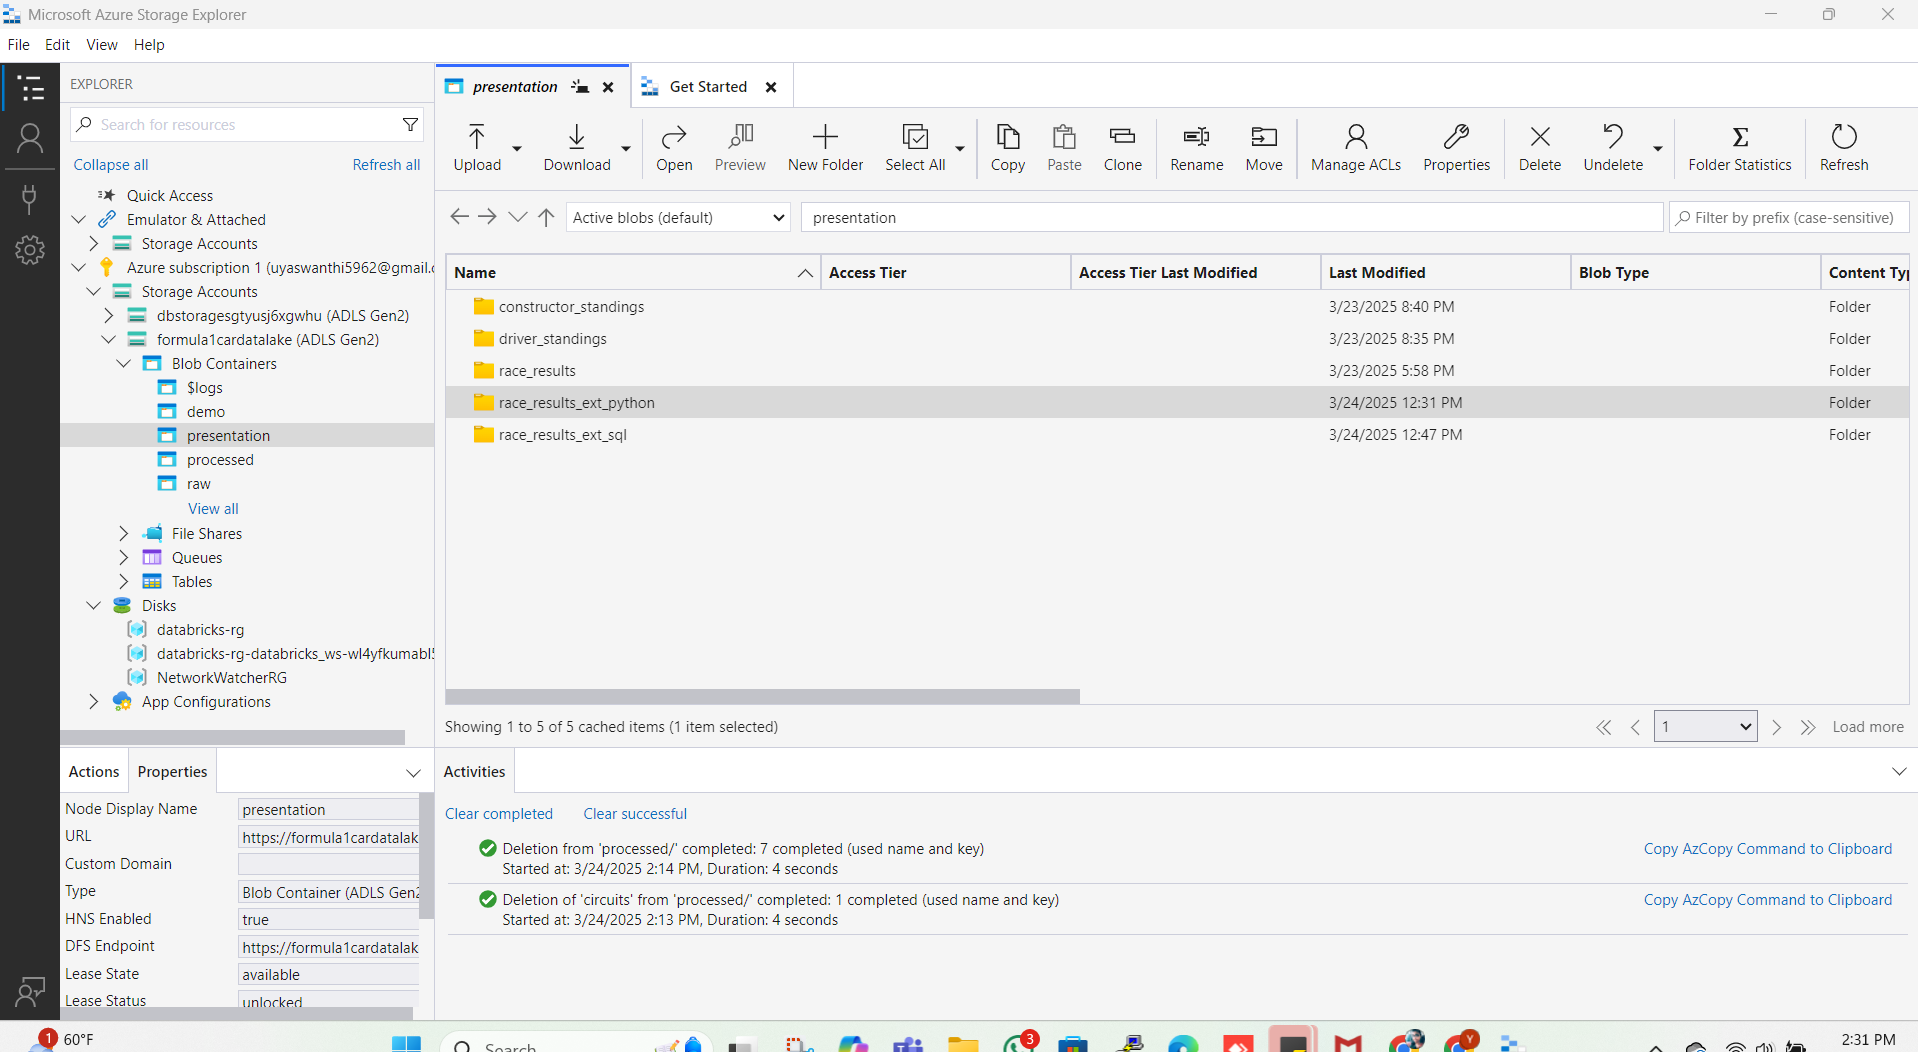 Microsoft Azure Storage Explorer
File Edit View Help
EXPLORER
Search for resources
Collapse all Refresh all
Quick Access
Emulator & Attached
Storage Accounts
Azure subscription 1 (uyaswanthi5962@gmail.c
Storage Accounts
dbstoragesgtyusj6xgwhu (ADLS Gen2)
formula1cardatalake (ADLS Gen2)
Blob Containers
$logs
demo
presentation
processed
raw
View all
File Shares
Queues
Tables
Disks
databricks-rg
databricks-rg-databricks_ws-wl4yfkumabl5
NetworkWatcherRG
App Configurations
Actions Properties
Node Display Name presentation
URL https://formula1cardatalak
Custom Domain
Type Blob Container (ADLS Gen2
HNS Enabled true
DFS Endpoint https://formula1cardatalak
Lease State available
Lease Status unlocked
presentation Get Started
Upload Download Open Preview New Folder Select All Copy Paste Clone Rename Move Manage ACLs Properties Delete Undelete Folder Statistics Refresh
Active blobs (default) presentation Filter by prefix (case-sensitive)
Name Access Tier Access Tier Last Modified Last Modified Blob Type Content Typ
constructor_standings 3/23/2025 8:40 PM Folder
driver_standings 3/23/2025 8:35 PM Folder
race_results 3/23/2025 5:58 PM Folder
race_results_ext_python 3/24/2025 12:31 PM Folder
race_results_ext_sql 3/24/2025 12:47 PM Folder
Showing 1 to 5 of 5 cached items (1 item selected) 1 Load more
Activities
Clear completed Clear successful
Deletion from 'processed/' completed: 7 completed (used name and key) Copy AzCopy Command to Clipboard
Started at: 3/24/2025 2:14 PM, Duration: 4 seconds
Deletion of 'circuits' from 'processed/' completed: 1 completed (used name and key) Copy AzCopy Command to Clipboard
Started at: 3/24/2025 2:13 PM, Duration: 4 seconds
1 60°F Search 3 Y 2:31 PM